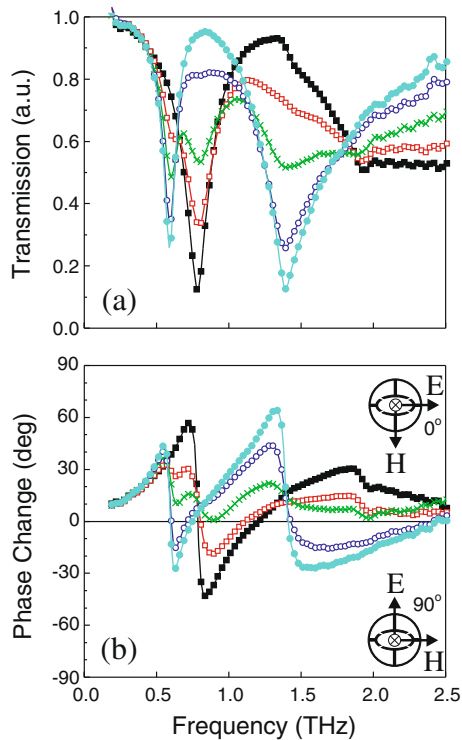 1.0
0.8
0.6
0.4
0.2
0.0
Transmission (a.u.)
(a)
90
60
30
0
-30
-60
-90
Phase Change (deg)
E
0°
H
E
90°
H
(b)
0.0 0.5 1.0 1.5 2.0 2.5
Frequency (THz)